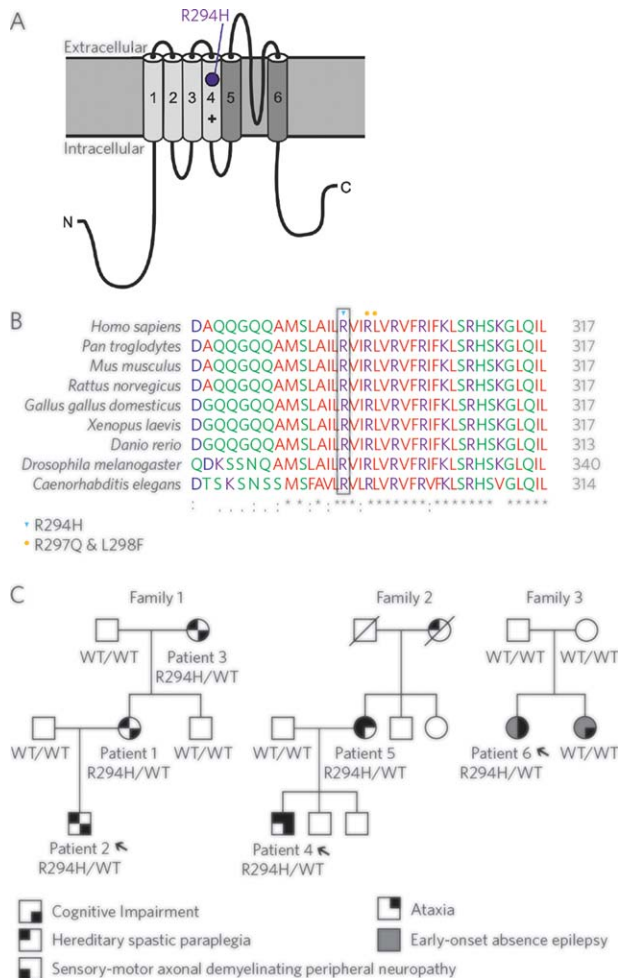 A
R294H
Extracellular
1 2 3 4 5 6
+
Intracellular
N
C
B
Homo sapiens DAQQGQQAMSLAILRVIRLVRVFRIFKLSRHSKGLQIL 317
Pan troglodytes DAQQGQQAMSLAILRVIRLVRVFRIFKLSRHSKGLQIL 317
Mus musculus DAQQGQQAMSLAILRVIRLVRVFRIFKLSRHSKGLQIL 317
Rattus norvegicus DAQQGQQAMSLAILRVIRLVRVFRIFKLSRHSKGLQIL 317
Gallus gallus domesticus DGQQGQQAMSLAILRVIRLVRVFRIFKLSRHSKGLQIL 317
Xenopus laevis DGQQGQQAMSLAILRVIRLVRVFRIFKLSRHSKGLQIL 317
Danio rerio DGQQGQQAMSLAILRVIRLVRVFRIFKLSRHSKGLQIL 313
Drosophila melanogaster QDKSSNQAMSLAILRVIRLVRVFRIFKLSRHSKGLQIL 340
Caenorhabditis elegans DTSKSNSSMSFAVLRVLRLVRVFRVFKLSRHSVGLQIL 314
R294H
R297Q & L298F
C
Family 1 Family 2 Family 3
WT/WT Patient 3 WT/WT WT/WT
R294H/WT
WT/WT Patient 1 WT/WT WT/WT Patient 5 Patient 6 WT/WT
R294H/WT R294H/WT R294H/WT
Patient 2 Patient 4
R294H/WT R294H/WT
Cognitive Impairment
Ataxia
Hereditary spastic paraplegia
Early-onset absence epilepsy
Sensory-motor axonal demyelinating peripheral neuropathy